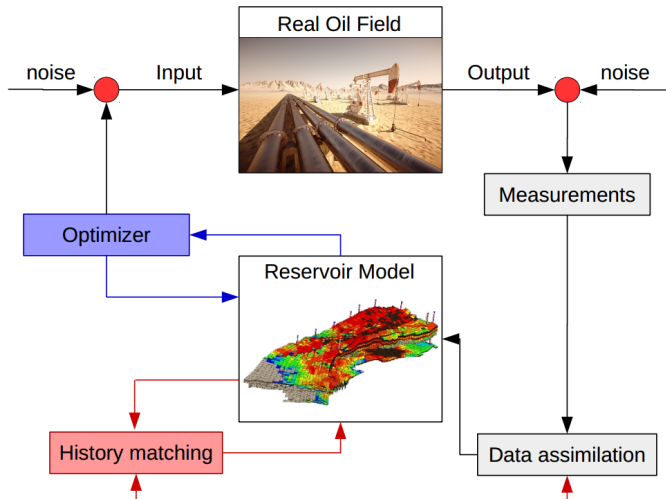 Real Oil Field
noise
Input
Output
noise
Measurements
Optimizer
Reservoir Model
History matching
Data assimilation